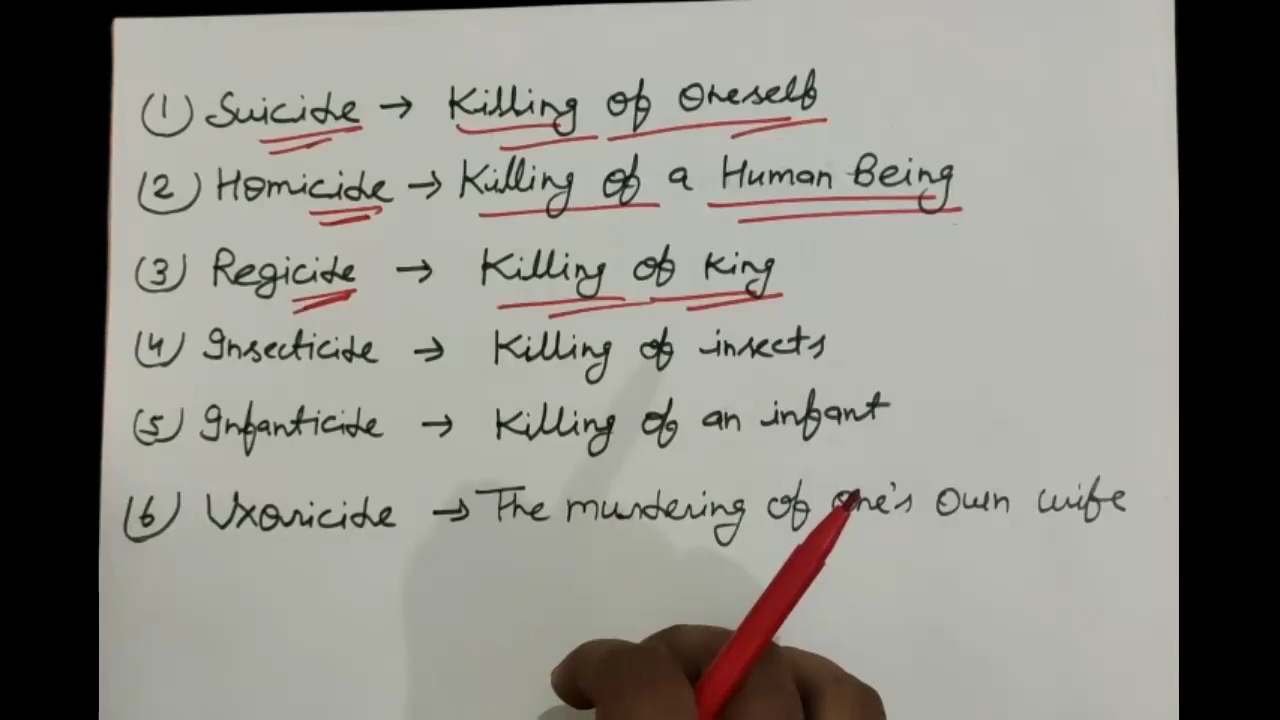 (1) Suicide → Killing of Oneself
(2) Homicide → Killing of a Human Being
(3) Regicide → Killing of King
(4) Insecticide → Killing of insects
(5) Infanticide → Killing of an infant
(6) Uxoricide → The murdering of one's own wife